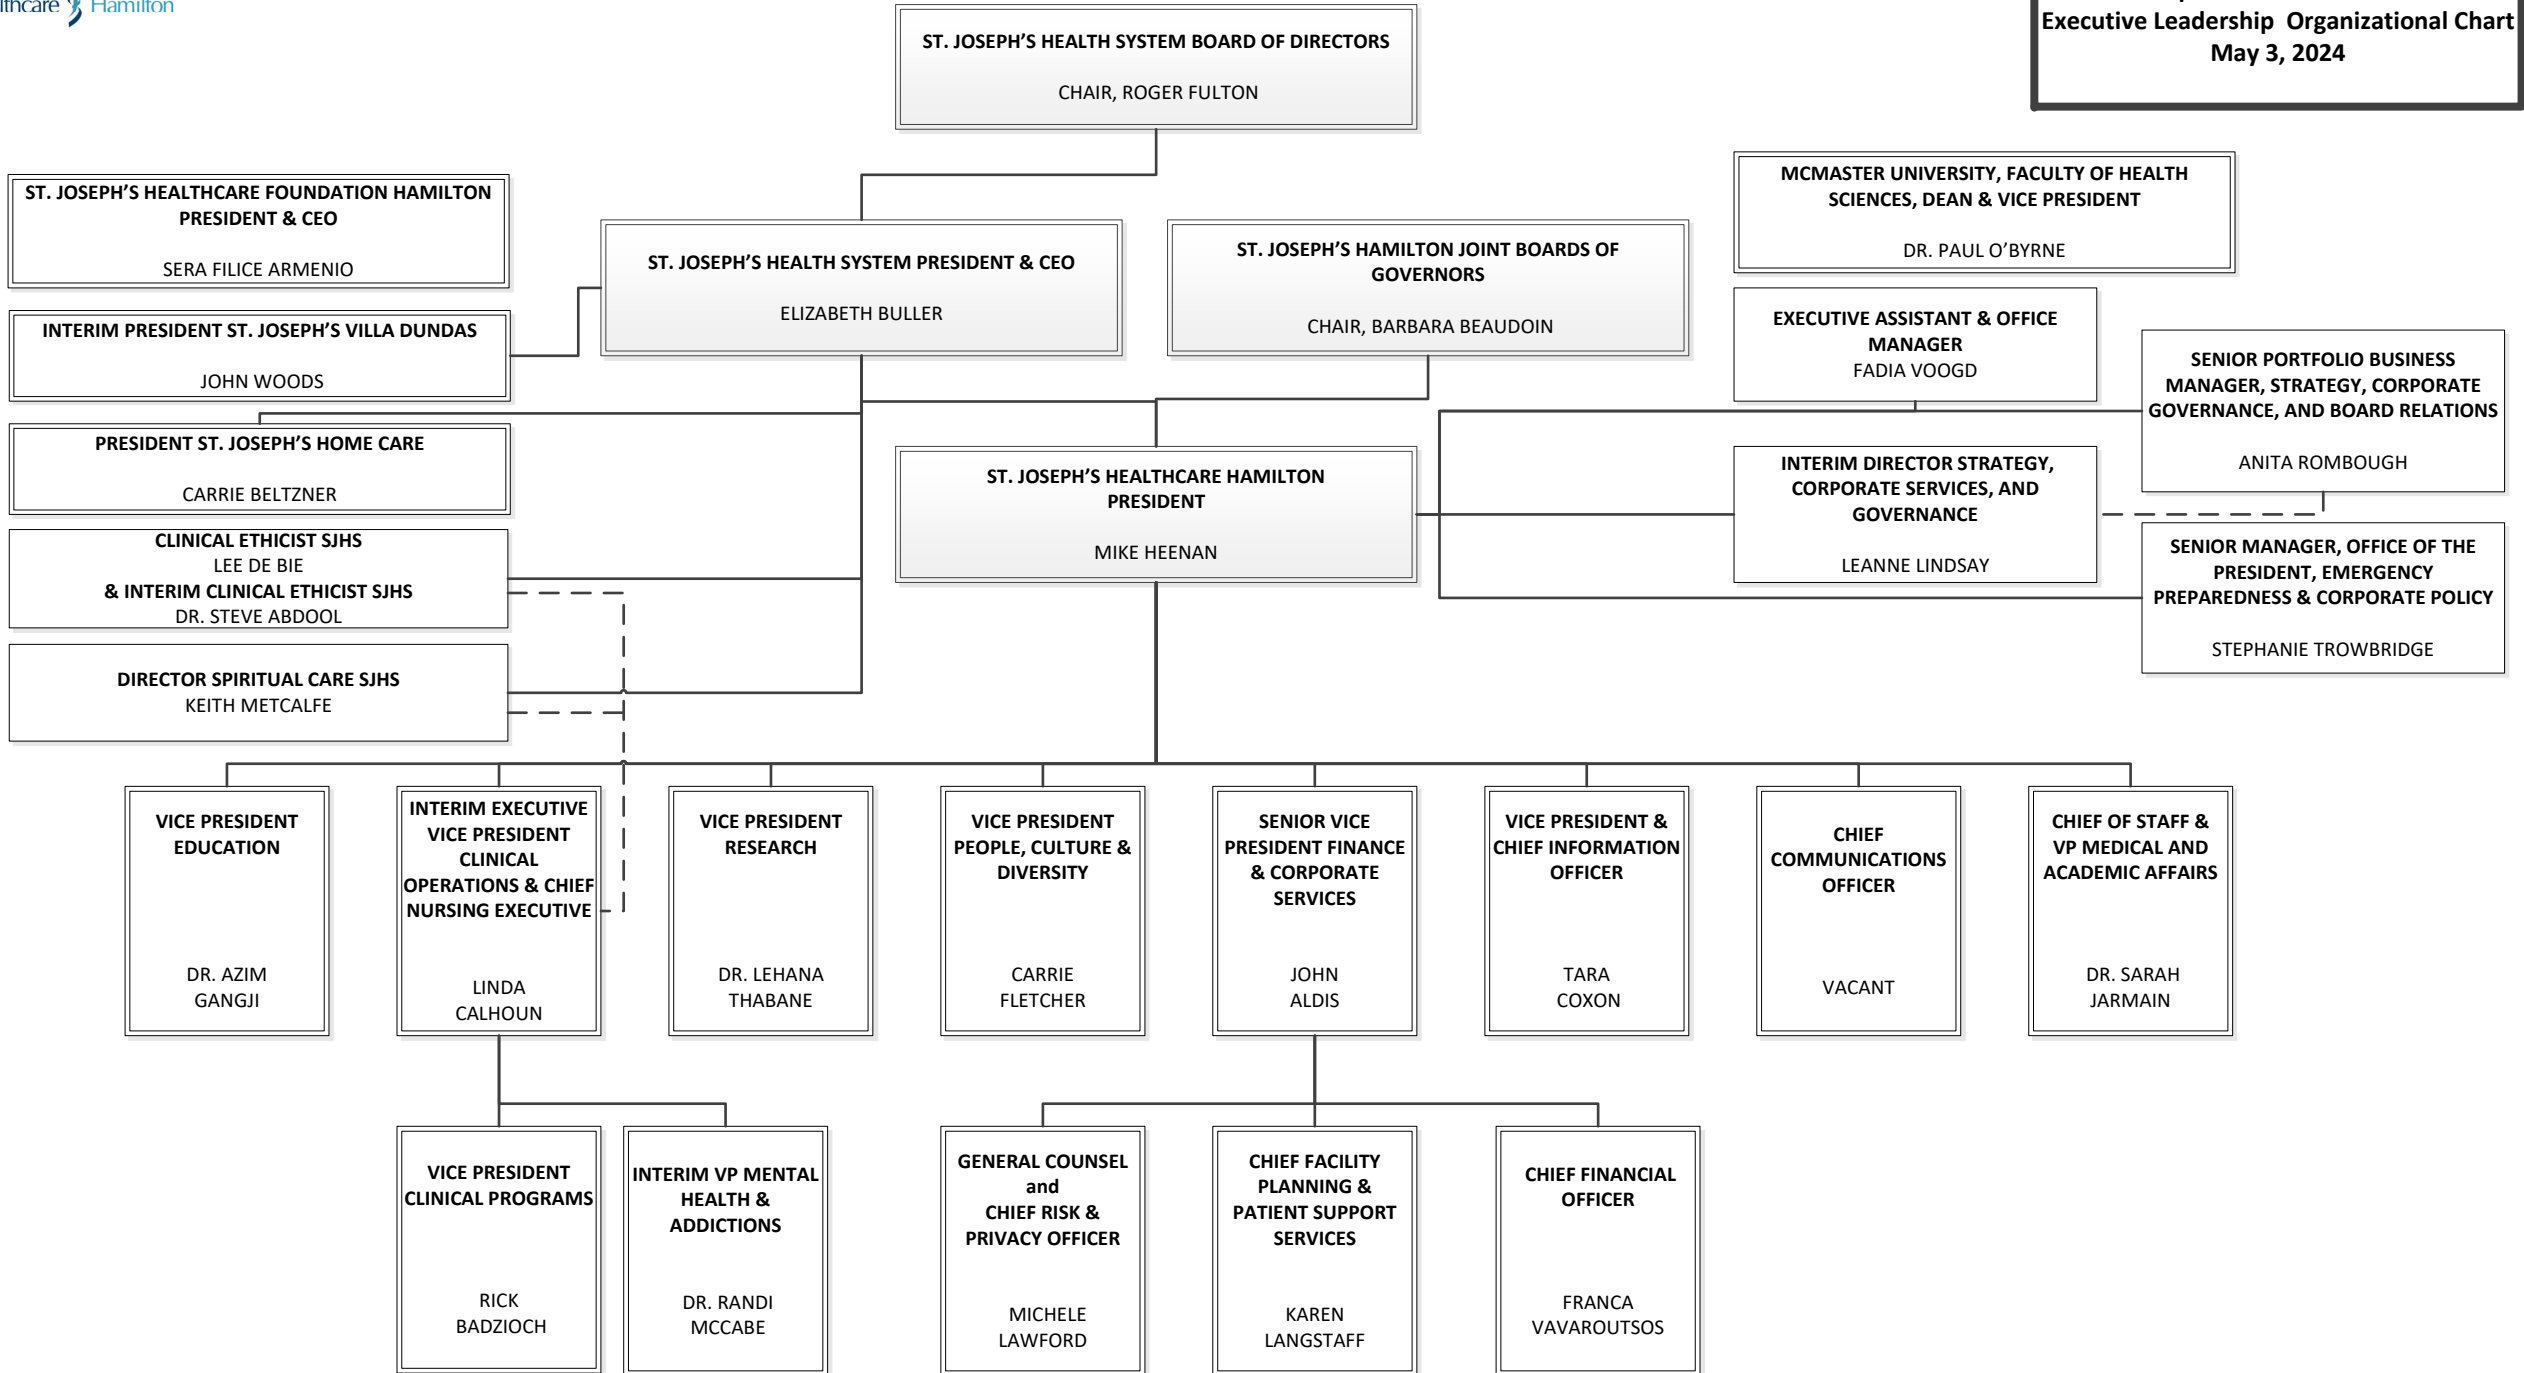 Hamilton
Executive Leadership Organizational Chart
May 3, 2024
ST. JOSEPH’S HEALTH SYSTEM BOARD OF DIRECTORS
CHAIR, ROGER FULTON
ST. JOSEPH’S HEALTHCARE FOUNDATION HAMILTON
PRESIDENT & CEO
SERA FILICE ARMENIO
MCMASTER UNIVERSITY, FACULTY OF HEALTH
SCIENCES, DEAN & VICE PRESIDENT
DR. PAUL O’BYRNE
ST. JOSEPH’S HEALTH SYSTEM PRESIDENT & CEO
ELIZABETH BULLER
ST. JOSEPH’S HAMILTON JOINT BOARDS OF
GOVERNORS
CHAIR, BARBARA BEAUDOIN
INTERIM PRESIDENT ST. JOSEPH’S VILLA DUNDAS
JOHN WOODS
EXECUTIVE ASSISTANT & OFFICE
MANAGER
FADIA VOOGD
SENIOR PORTFOLIO BUSINESS
MANAGER, STRATEGY, CORPORATE
GOVERNANCE, AND BOARD RELATIONS
ANITA ROMBOUGH
PRESIDENT ST. JOSEPH’S HOME CARE
CARRIE BELTZNER
ST. JOSEPH’S HEALTHCARE HAMILTON
PRESIDENT
MIKE HEENAN
INTERIM DIRECTOR STRATEGY,
CORPORATE SERVICES, AND
GOVERNANCE
LEANNE LINDSAY
CLINICAL ETHICIST SJHS
LEE DE BIE
& INTERIM CLINICAL ETHICIST SJHS
DR. STEVE ABDOOL
SENIOR MANAGER, OFFICE OF THE
PRESIDENT, EMERGENCY
PREPAREDNESS & CORPORATE POLICY
STEPHANIE TROWBRIDGE
DIRECTOR SPIRITUAL CARE SJHS
KEITH METCALFE
VICE PRESIDENT
EDUCATION
DR. AZIM
GANGJI
INTERIM EXECUTIVE
VICE PRESIDENT
CLINICAL
OPERATIONS & CHIEF
NURSING EXECUTIVE
LINDA
CALHOUN
VICE PRESIDENT
RESEARCH
DR. LEHANA
THABANE
VICE PRESIDENT
PEOPLE, CULTURE &
DIVERSITY
CARRIE
FLETCHER
SENIOR VICE
PRESIDENT FINANCE
& CORPORATE
SERVICES
JOHN
ALDIS
VICE PRESIDENT &
CHIEF INFORMATION
OFFICER
TARA
COXON
CHIEF
COMMUNICATIONS
OFFICER
VACANT
CHIEF OF STAFF &
VP MEDICAL AND
ACADEMIC AFFAIRS
DR. SARAH
JARMAIN
VICE PRESIDENT
CLINICAL PROGRAMS
RICK
BADZIOCH
INTERIM VP MENTAL
HEALTH &
ADDICTIONS
DR. RANDI
MCCABE
GENERAL COUNSEL
and
CHIEF RISK &
PRIVACY OFFICER
MICHELE
LAWFORD
CHIEF FACILITY
PLANNING &
PATIENT SUPPORT
SERVICES
KAREN
LANGSTAFF
CHIEF FINANCIAL
OFFICER
FRANCA
VAVAROUTSOS